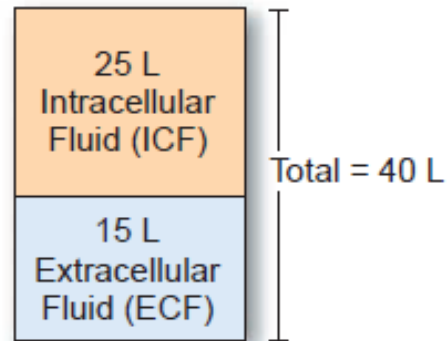 25 L
Intracellular
Fluid (ICF)
Total = 40 L
15 L
Extracellular
Fluid (ECF)